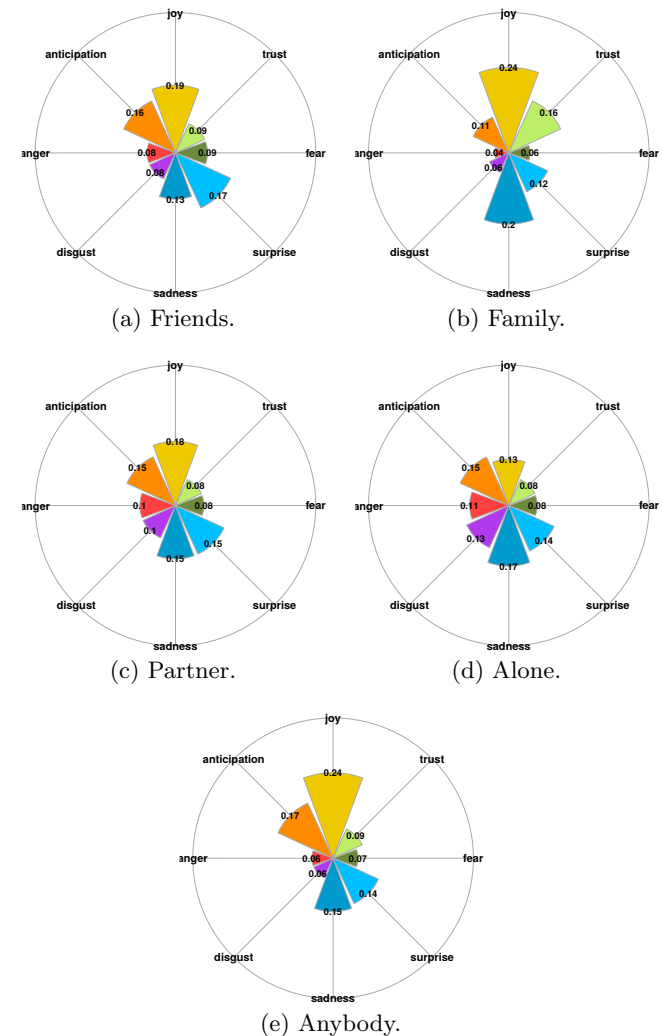 joy joy
anticipation trust anticipation trust
0.19 0.24
0.16 0.09 0.11 0.16
anger 0.08 0.09 fear anger 0.04 0.06 fear
0.08 0.13 0.17 0.06 0.2 0.12
disgust surprise disgust surprise
sadness sadness
(a) Friends. (b) Family.
joy joy
anticipation trust anticipation trust
0.18 0.13
0.15 0.08 0.15 0.08
anger 0.1 0.08 fear anger 0.11 0.08 fear
0.1 0.15 0.15 0.13 0.17 0.14
disgust surprise disgust surprise
sadness sadness
(c) Partner. (d) Alone.
joy
anticipation trust
0.24
0.17 0.09
anger 0.06 0.07 fear
0.06 0.15 0.14
disgust surprise
sadness
(e) Anybody.